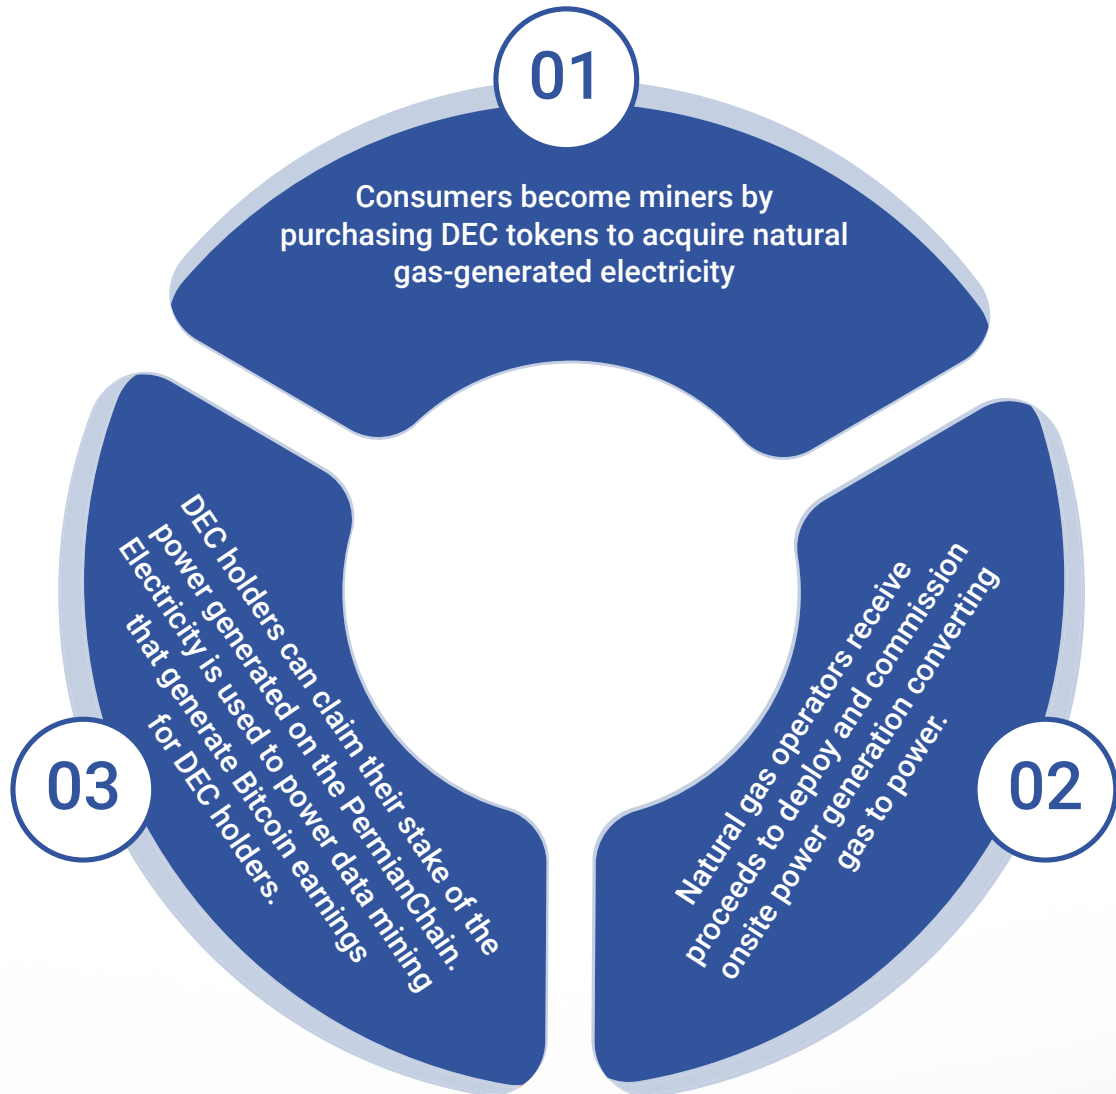 01
Consumers become miners by
purchasing DEC tokens to acquire natural
gas-generated electricity
02
Natural gas operators receive
proceeds to deploy and commission
onsite power generation converting
gas to power.
03
DEC holders can claim their stake of the
power generated on the PermianChain.
Electricity is used to power data mining
that generate Bitcoin earnings
for DEC holders.